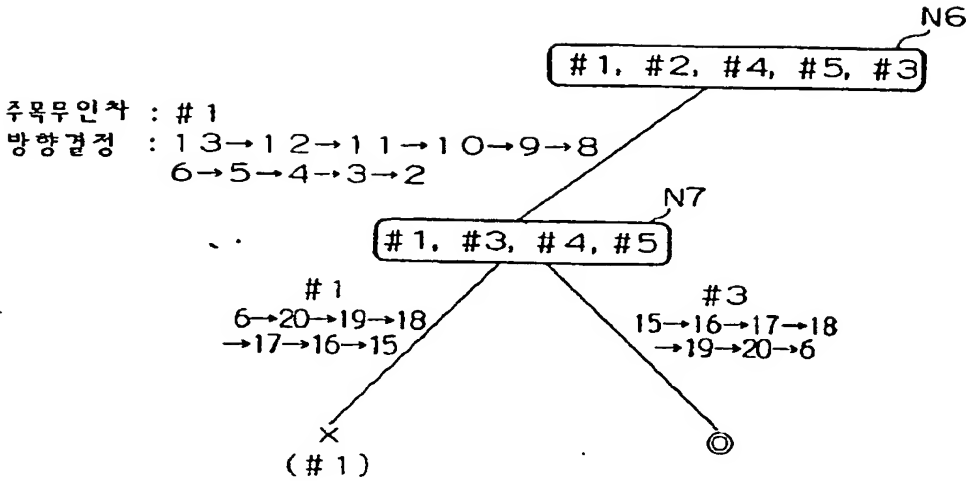 N6
#1, #2, #4, #5, #3
주목무인차 : #1
방향결정 : 13→12→11→10→9→8
6→5→4→3→2
N7
#1, #3, #4, #5
#1
6→20→19→18
→17→16→15
#3
15→16→17→18
→19→20→6
×
(#1)
◎